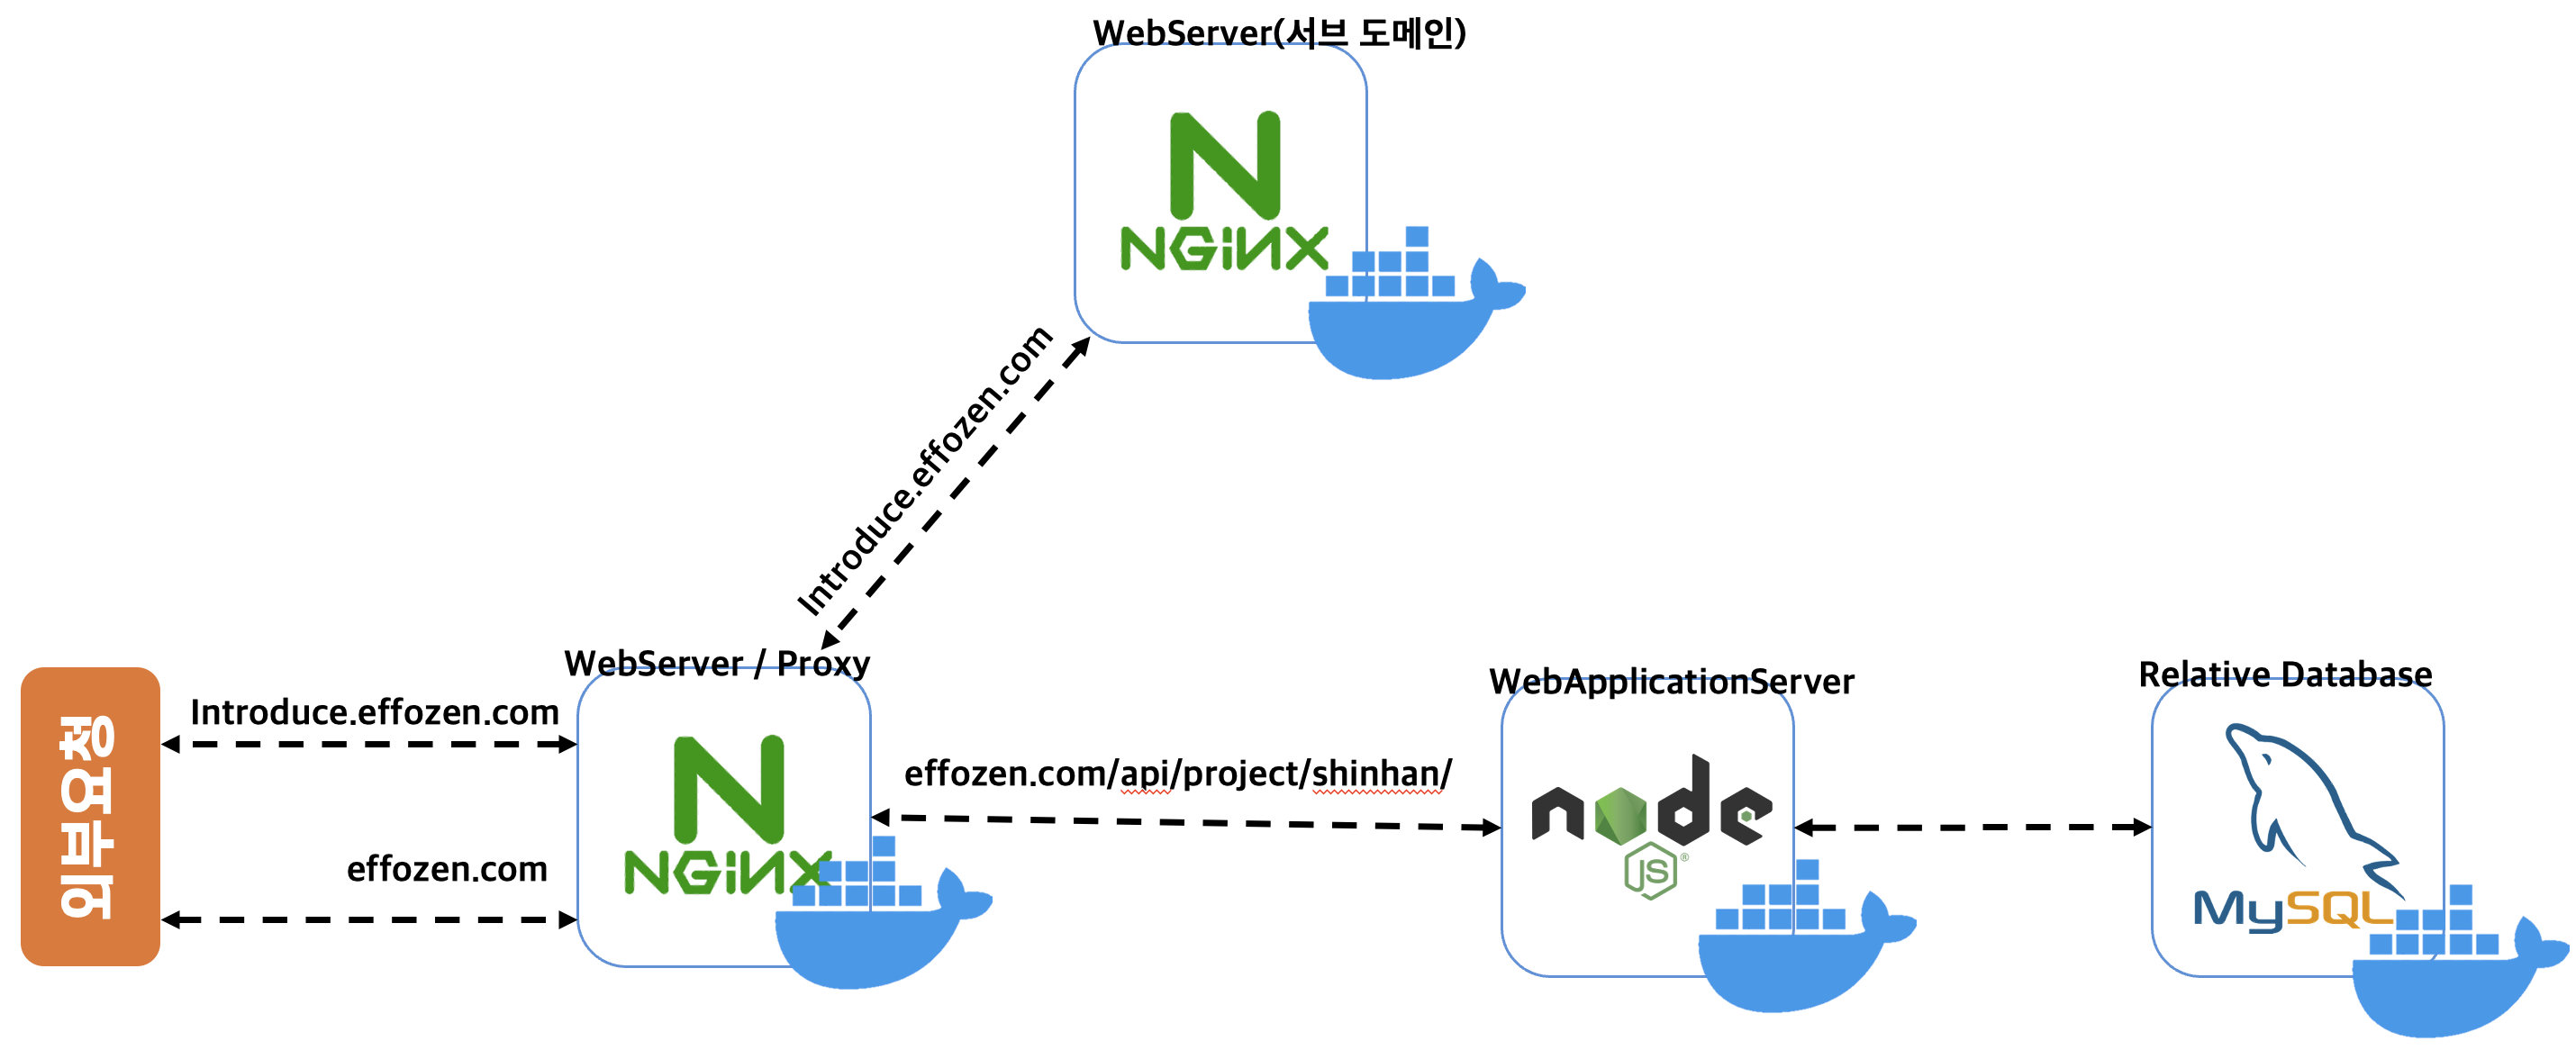 WebServer(서브 도메인)
N
NGiNX
Introduce.effozen.com
WebServer / Proxy
WebApplicationServer
Relative Database
외부요청
Introduce.effozen.com
effozen.com
N
NGiNX
effozen.com/api/project/shinhan/
node
JS®
MySQL